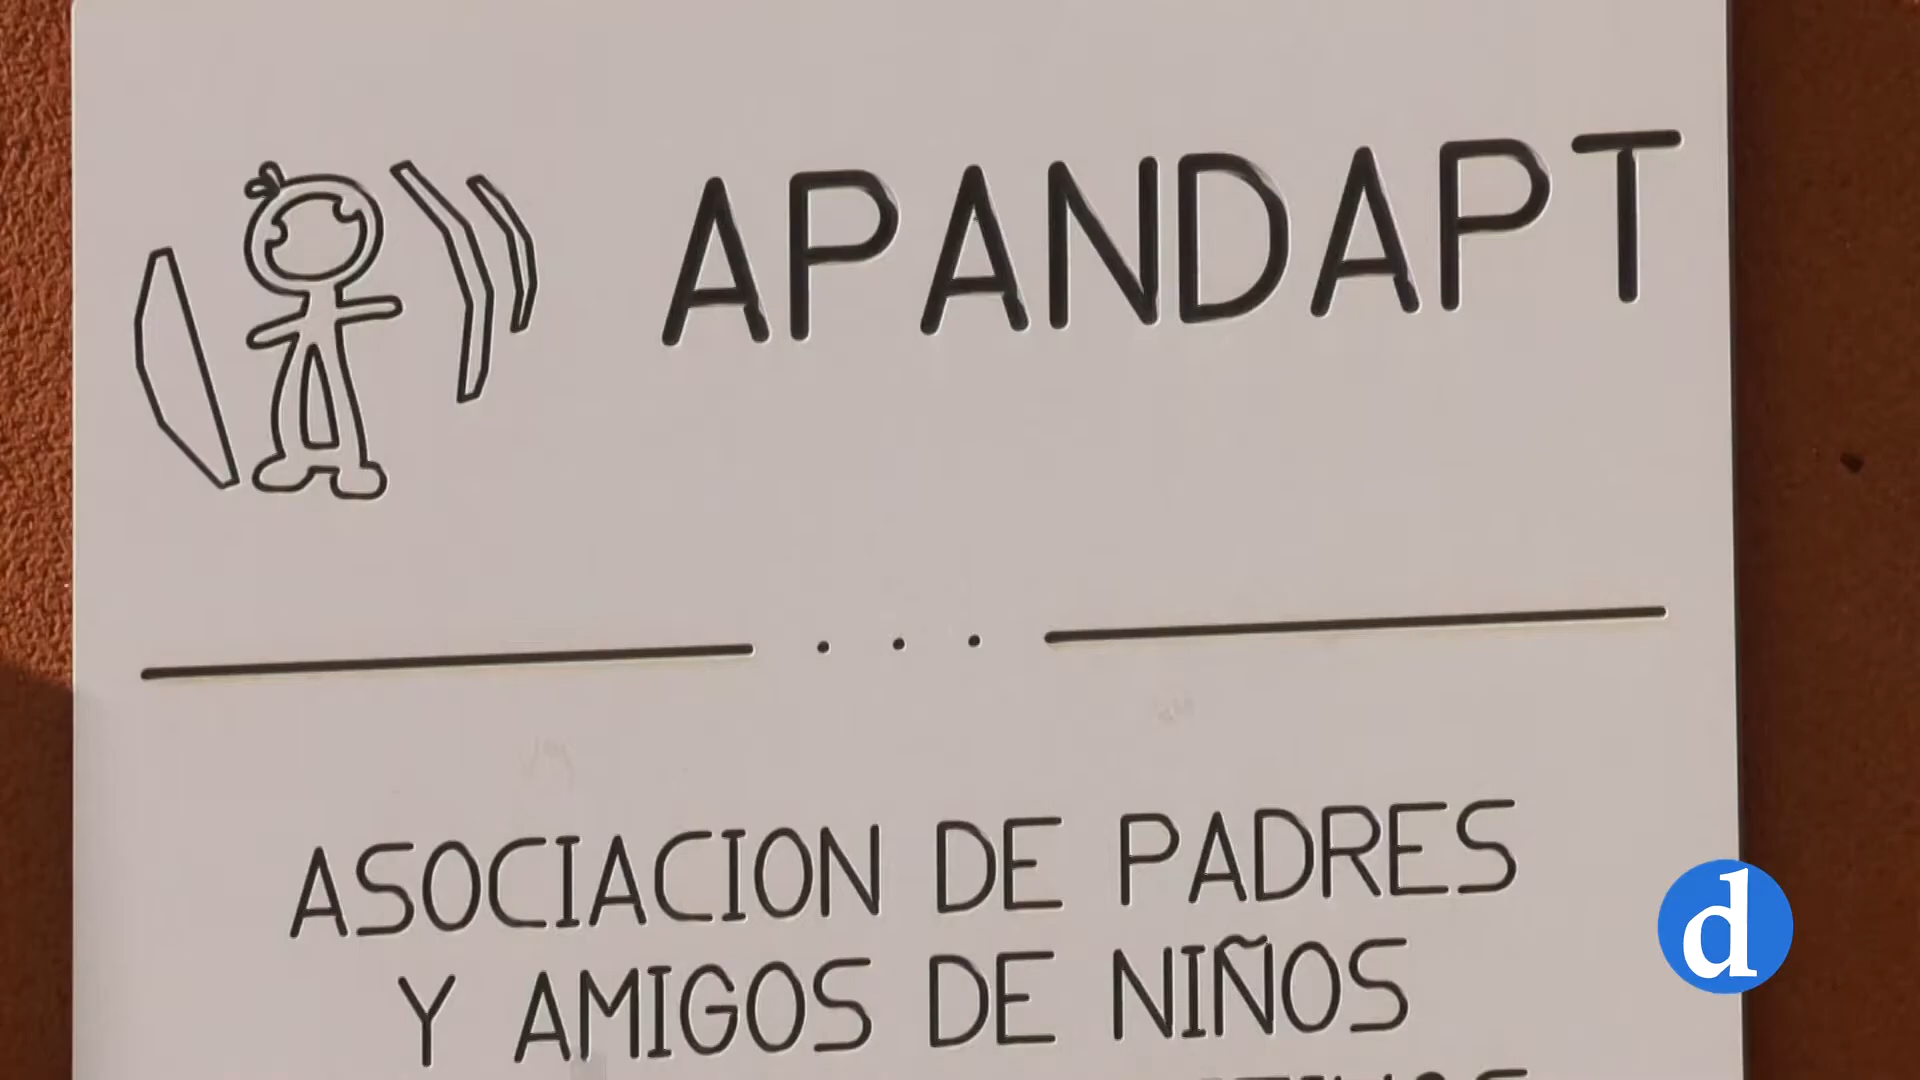 APANDAPT
ASOCIACION DE PADRES
Y AMIGOS DE NIÑOS
d